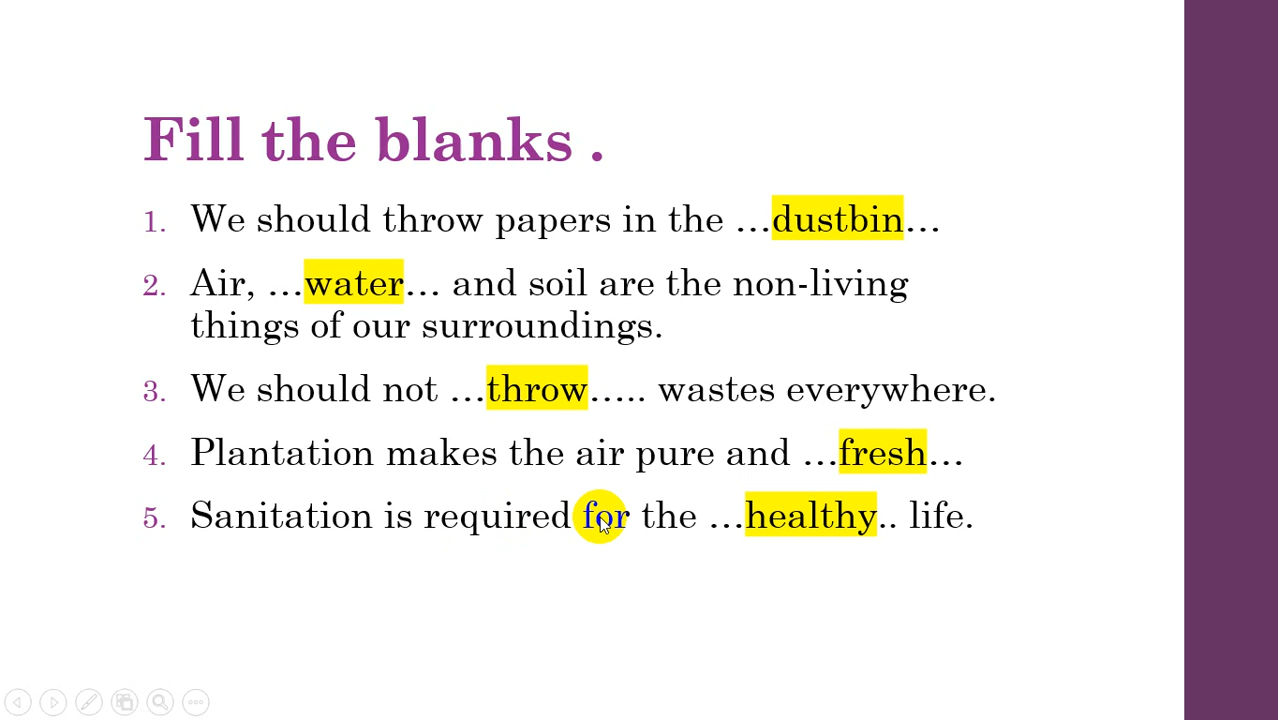 Fill the blanks .
1. We should throw papers in the ...dustbin...
2. Air, ...water... and soil are the non-living
things of our surroundings.
3. We should not ...throw..... wastes everywhere.
4. Plantation makes the air pure and ...fresh...
5. Sanitation is required for the ...healthy.. life.